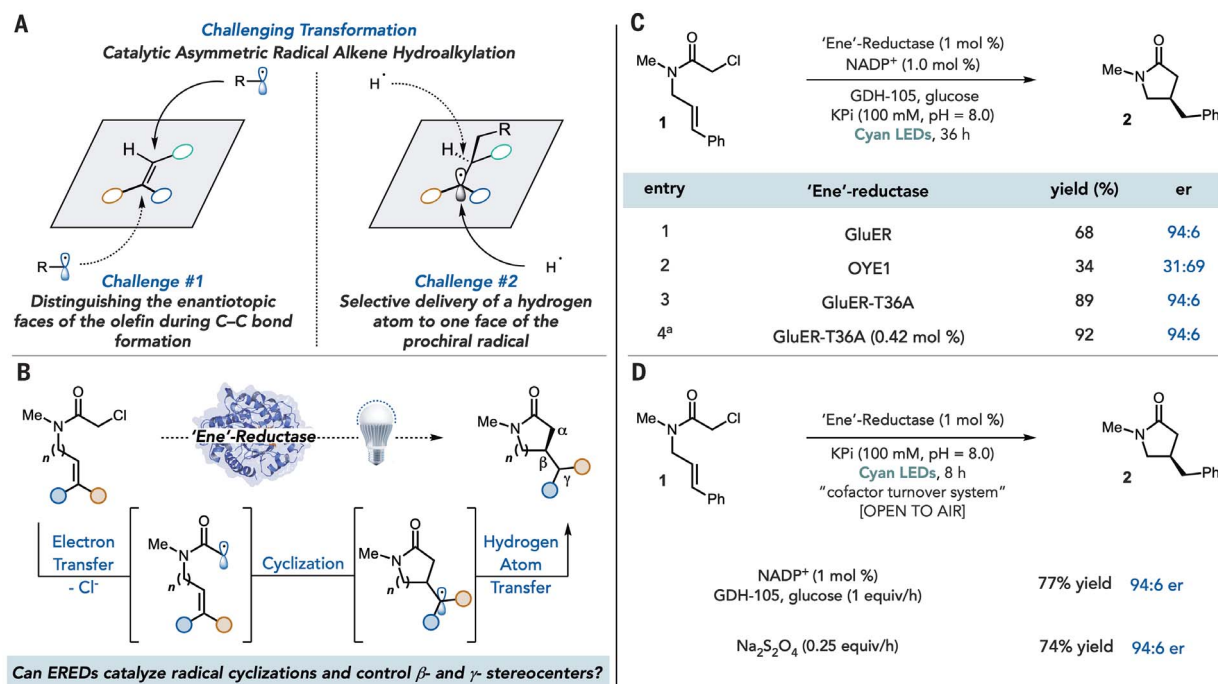 A
Challenging Transformation
Catalytic Asymmetric Radical Alkene Hydroalkylation
R
H•
H
R
H
R
H•
Challenge #1
Distinguishing the enantiotopic
faces of the olefin during C–C bond
formation
Challenge #2
Selective delivery of a hydrogen
atom to one face of the
prochiral radical
B
Me
N
O
Cl
n
'Ene'-Reductase
O
Me
N
n
α
β
γ
Electron
Transfer
- Cl⁻
O
Me
N
n
Cyclization
O
Me
N
n
Hydrogen
Atom
Transfer
Can EREDs catalyze radical cyclizations and control β- and γ- stereocenters?
C
Me
N
O
Cl
1
Ph
'Ene'-Reductase (1 mol %)
NADP⁺ (1.0 mol %)
GDH-105, glucose
KPi (100 mM, pH = 8.0)
Cyan LEDs, 36 h
O
Me
N
2
Ph
entry 'Ene'-reductase yield (%) er
1 GluER 68 94:6
2 OYE1 34 31:69
3 GluER-T36A 89 94:6
4ᵃ GluER-T36A (0.42 mol %) 92 94:6
D
Me
N
O
Cl
1
Ph
'Ene'-Reductase (1 mol %)
KPi (100 mM, pH = 8.0)
Cyan LEDs, 8 h
"cofactor turnover system"
[OPEN TO AIR]
O
Me
N
2
Ph
NADP⁺ (1 mol %)
GDH-105, glucose (1 equiv/h)
77% yield 94:6 er
Na₂S₂O₄ (0.25 equiv/h)
74% yield 94:6 er